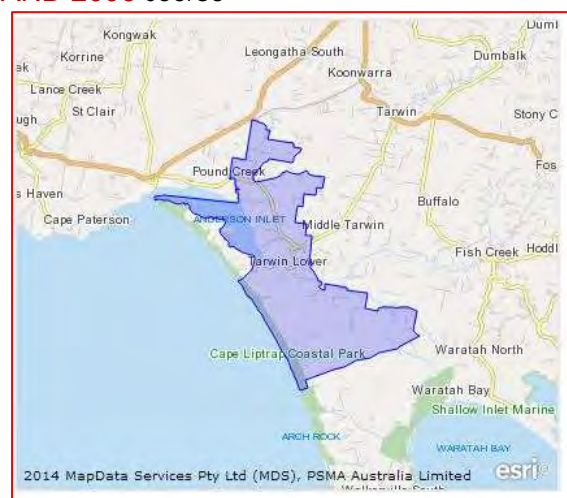 Kongwak
Leongatha South
Korrine
Dumbalk
Koonwarra
Lance Creek
St Clair
Tarwin
Stony C
ugh
Fos
Pound Creek
s Haven
Buffalo
Cape Paterson
ANDERSON INLET
Middle Tarwin
Fish Creek
Hoddl
Tarwin Lower
Cape Liptrap Coastal Park
Waratah North
Waratah Bay
Shallow Inlet Marine
ARCH ROCK
WARATAH BAY
2014 MapData Services Pty Ltd (MDS), PSMA Australia Limited
esri